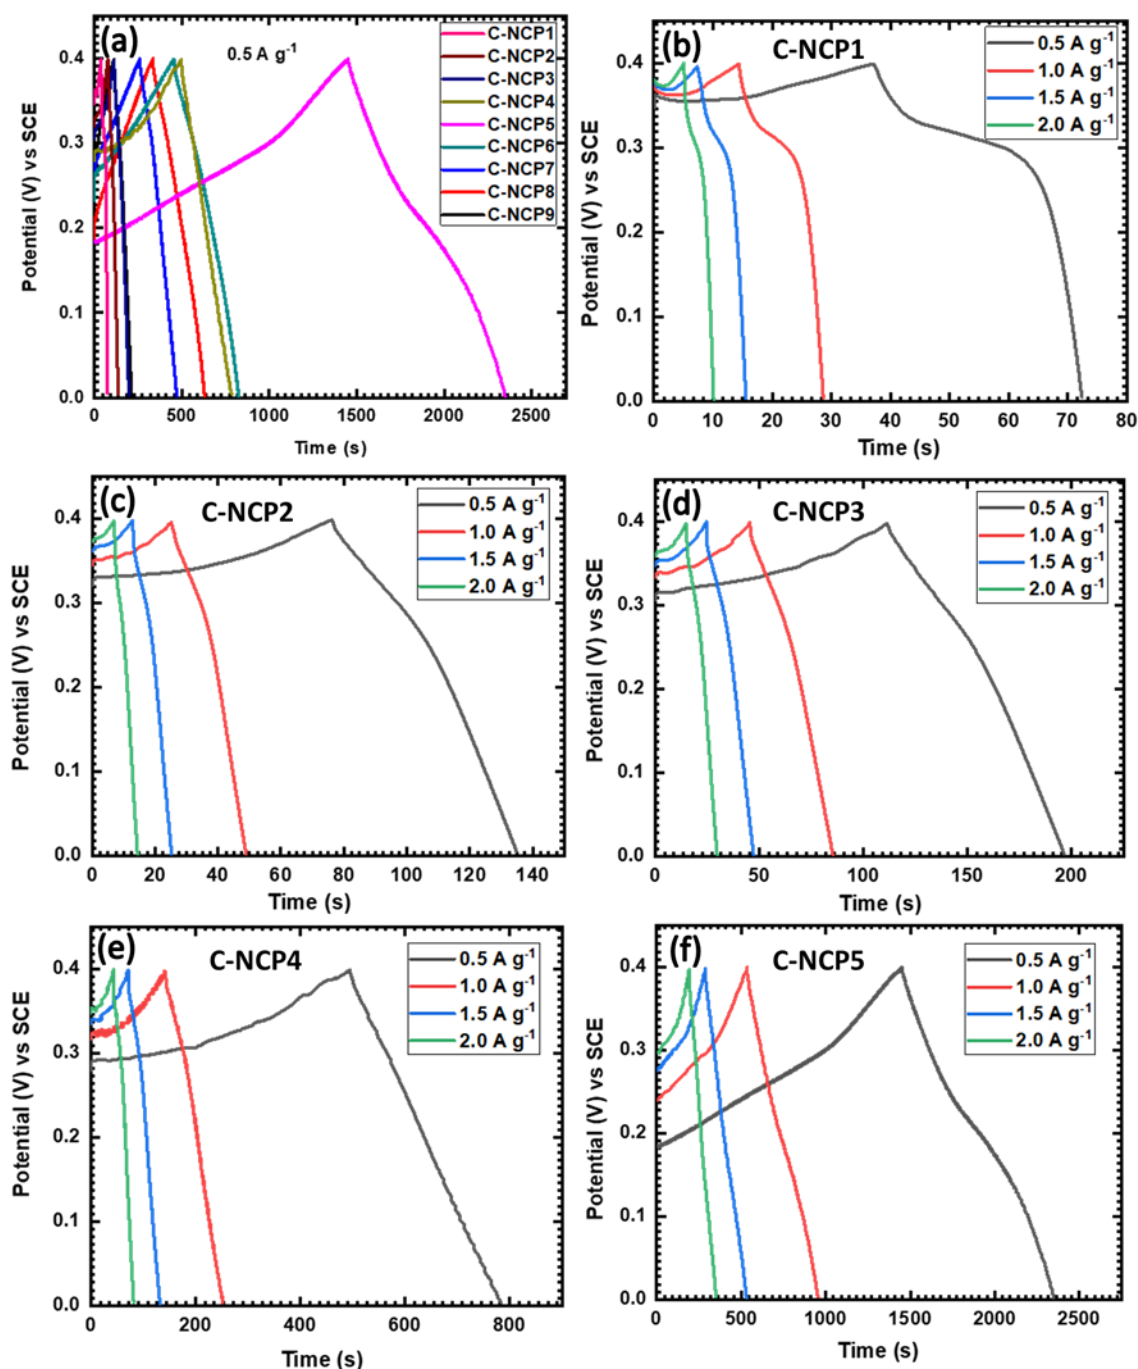 (a)
0.5 A g⁻¹
C-NCP1
C-NCP2
C-NCP3
C-NCP4
C-NCP5
C-NCP6
C-NCP7
C-NCP8
C-NCP9
Potential (V) vs SCE
0.4
0.3
0.2
0.1
0.0
0 500 1000 1500 2000 2500
Time (s)
(b)
C-NCP1
0.5 A g⁻¹
1.0 A g⁻¹
1.5 A g⁻¹
2.0 A g⁻¹
Potential (V) vs SCE
0.4
0.3
0.2
0.1
0.0
0 10 20 30 40 50 60 70 80
Time (s)
(c)
C-NCP2
0.5 A g⁻¹
1.0 A g⁻¹
1.5 A g⁻¹
2.0 A g⁻¹
Potential (V) vs SCE
0.4
0.3
0.2
0.1
0.0
0 20 40 60 80 100 120 140
Time (s)
(d)
C-NCP3
0.5 A g⁻¹
1.0 A g⁻¹
1.5 A g⁻¹
2.0 A g⁻¹
Potential (V) vs SCE
0.4
0.3
0.2
0.1
0.0
0 50 100 150 200
Time (s)
(e)
C-NCP4
0.5 A g⁻¹
1.0 A g⁻¹
1.5 A g⁻¹
2.0 A g⁻¹
Potential (V) vs SCE
0.4
0.3
0.2
0.1
0.0
0 200 400 600 800
Time (s)
(f)
C-NCP5
0.5 A g⁻¹
1.0 A g⁻¹
1.5 A g⁻¹
2.0 A g⁻¹
Potential (V) vs SCE
0.4
0.3
0.2
0.1
0.0
0 500 1000 1500 2000 2500
Time (s)